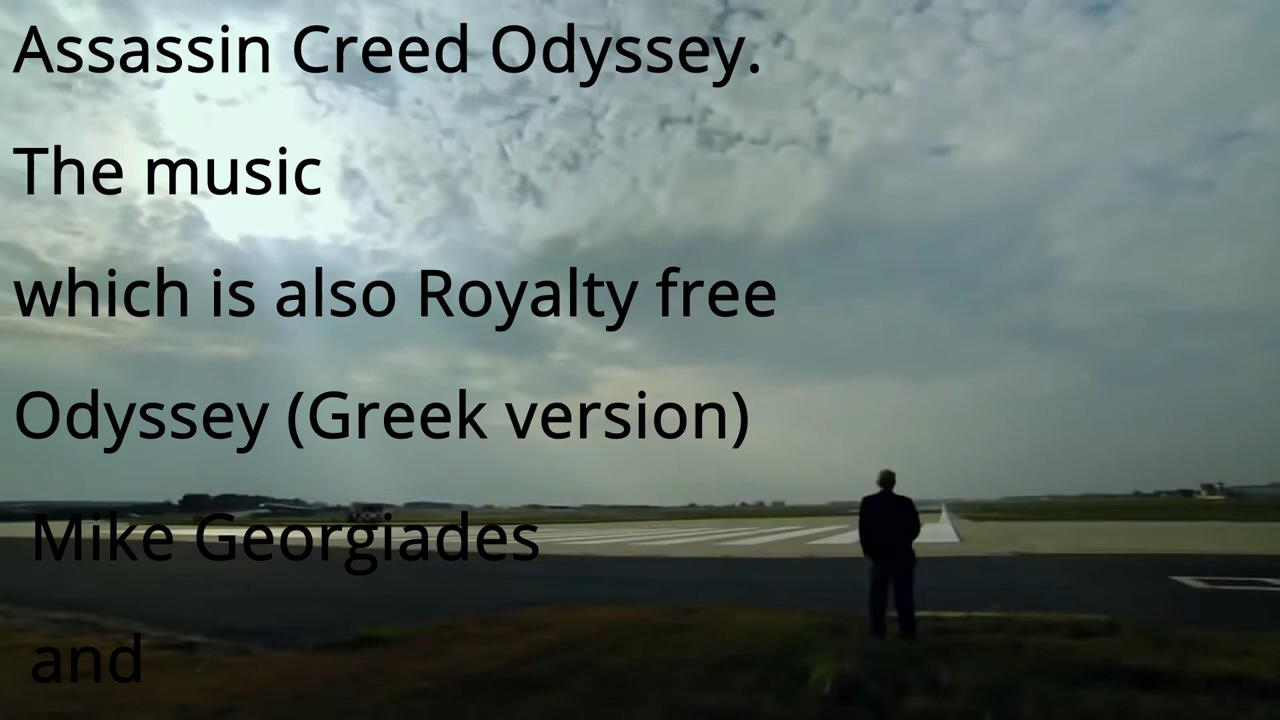 Assassin Creed Odyssey.
The music
which is also Royalty free
Odyssey (Greek version)
Mike Georgiades
and